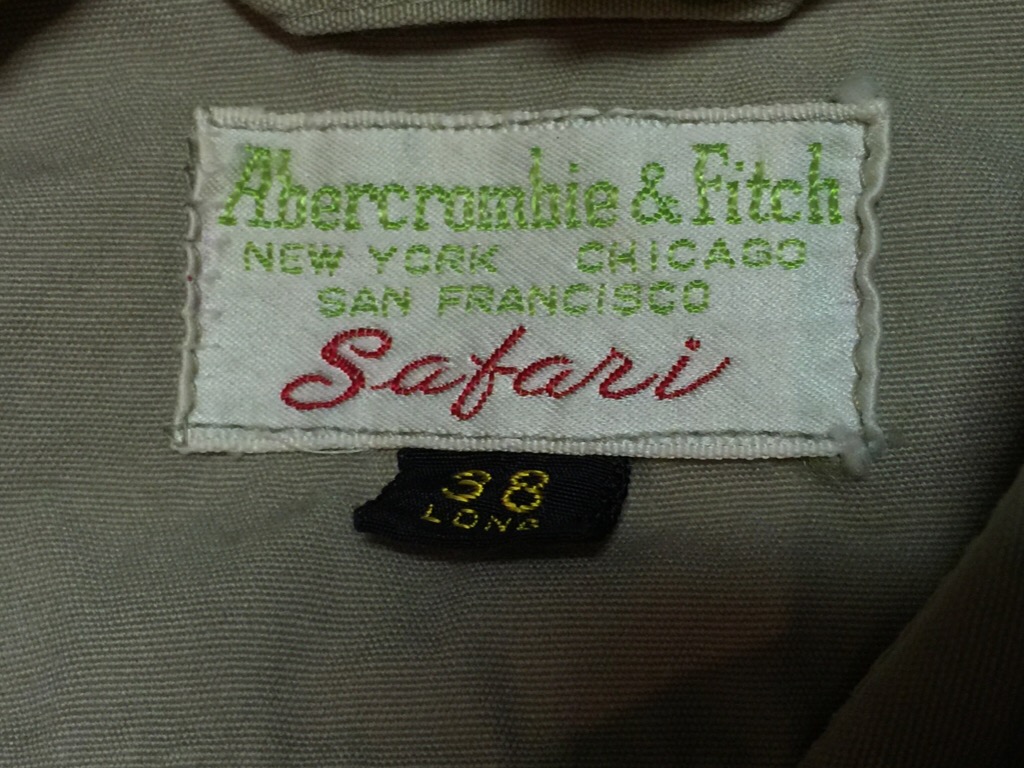 Abercrombie & Fitch
NEW YORK CHICAGO
SAN FRANCISCO
Safari
38
LONG